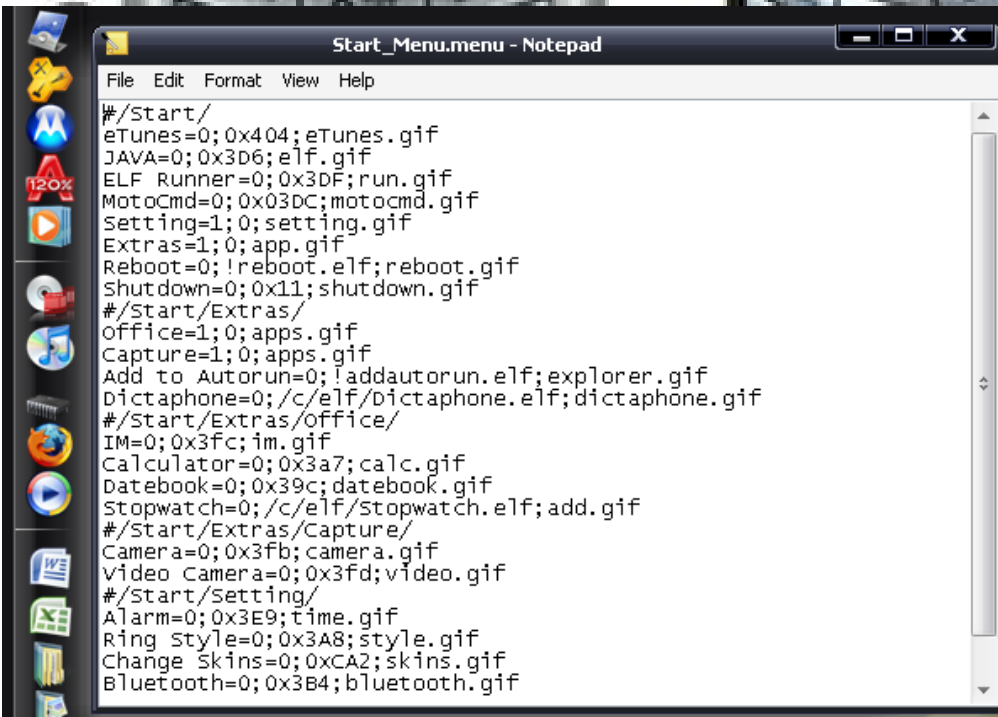 Start_Menu.menu - Notepad
File Edit Format View Help
#/Start/
eTunes=0;0x404;eTunes.gif
JAVA=0;0x3D6;elf.gif
ELF Runner=0;0x3DF;run.gif
MotoCmd=0;0x03DC;motocmd.gif
Setting=1;0;setting.gif
Extras=1;0;app.gif
Reboot=0;!reboot.elf;reboot.gif
Shutdown=0;0x11;shutdown.gif
#/Start/Extras/
Office=1;0;apps.gif
Capture=1;0;apps.gif
Add to Autorun=0;!addautorun.elf;explorer.gif
Dictaphone=0;/c/elf/Dictaphone.elf;dictaphone.gif
#/Start/Extras/Office/
IM=0;0x3fc;im.gif
Calculator=0;0x3a7;calc.gif
Datebook=0;0x39c;datebook.gif
Stopwatch=0;/c/elf/Stopwatch.elf;add.gif
#/Start/Extras/Capture/
Camera=0;0x3fb;camera.gif
Video Camera=0;0x3fd;video.gif
#/Start/Setting/
Alarm=0;0x3E9;time.gif
Ring Style=0;0x3A8;style.gif
Change Skins=0;0xCA2;skins.gif
Bluetooth=0;0x3B4;bluetooth.gif
120%